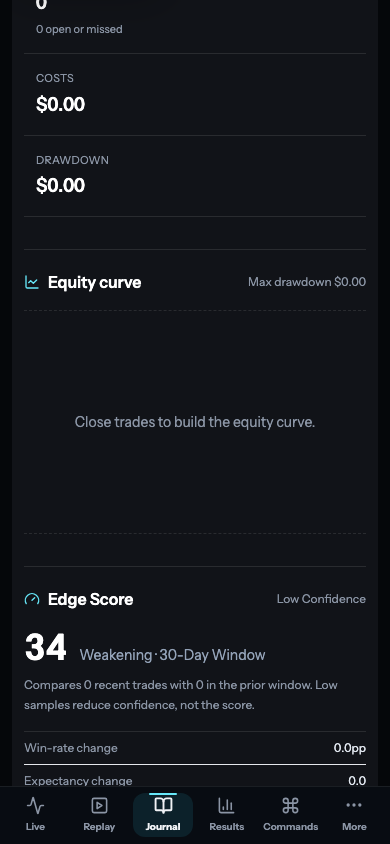 0
0 open or missed
COSTS
$0.00
DRAWDOWN
$0.00
Equity curve
Max drawdown $0.00
Close trades to build the equity curve.
Edge Score
Low Confidence
34 Weakening · 30-Day Window
Compares 0 recent trades with 0 in the prior window. Low
samples reduce confidence, not the score.
Win-rate change
0.0pp
Expectancy change
0.0
Live
Replay
Journal
Results
Commands
More